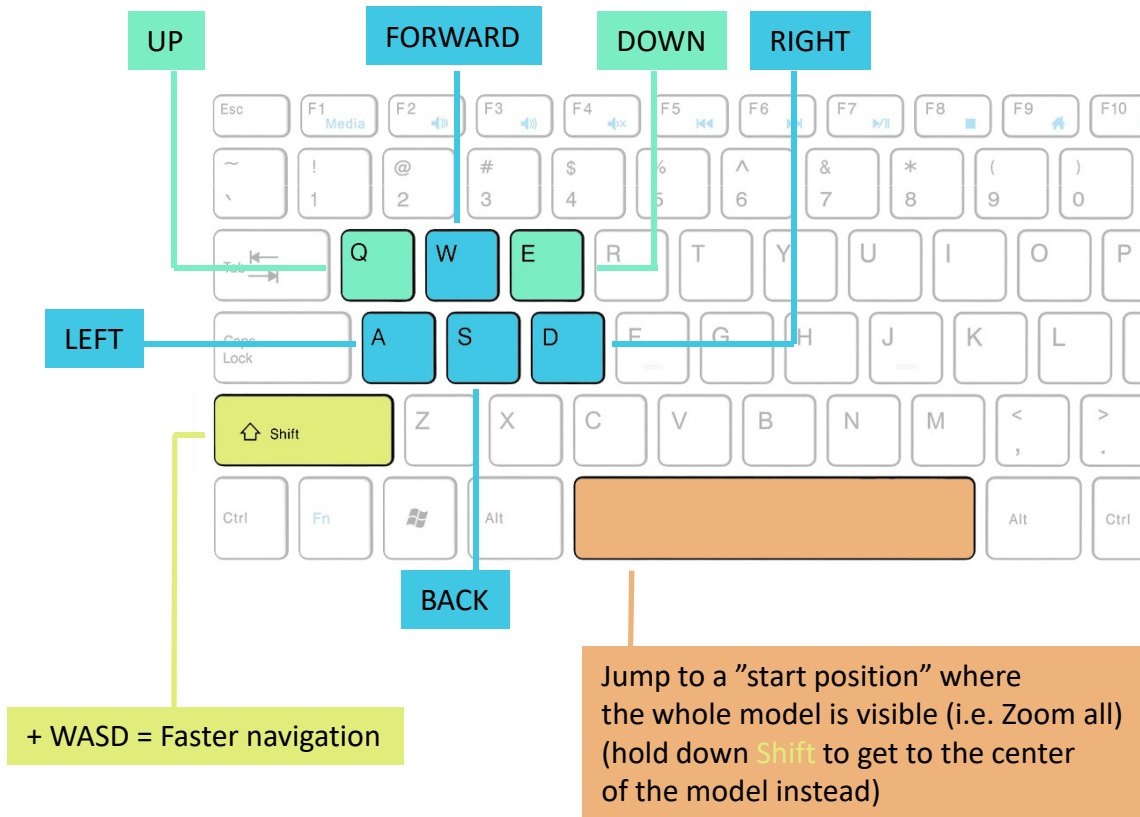 UP
FORWARD
DOWN
RIGHT
Esc F1 Media F2 F3 F4 F5 F6 F7 F8 F9 F10
~ ! @ # $ % ^ & * ( )
` 1 2 3 4 5 6 7 8 9 0
Tab Q W E R T Y U I O P
LEFT
Caps Lock A S D F G H J K L
Shift Z X C V B N M < , > .
Ctrl Fn Alt Alt Ctrl
BACK
Jump to a ”start position” where
the whole model is visible (i.e. Zoom all)
(hold down Shift to get to the center
of the model instead)
+ WASD = Faster navigation